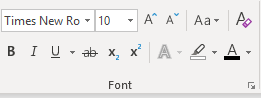 Times New Ro 10 A A Aa A
B I U ab x₂ x² A A
Font